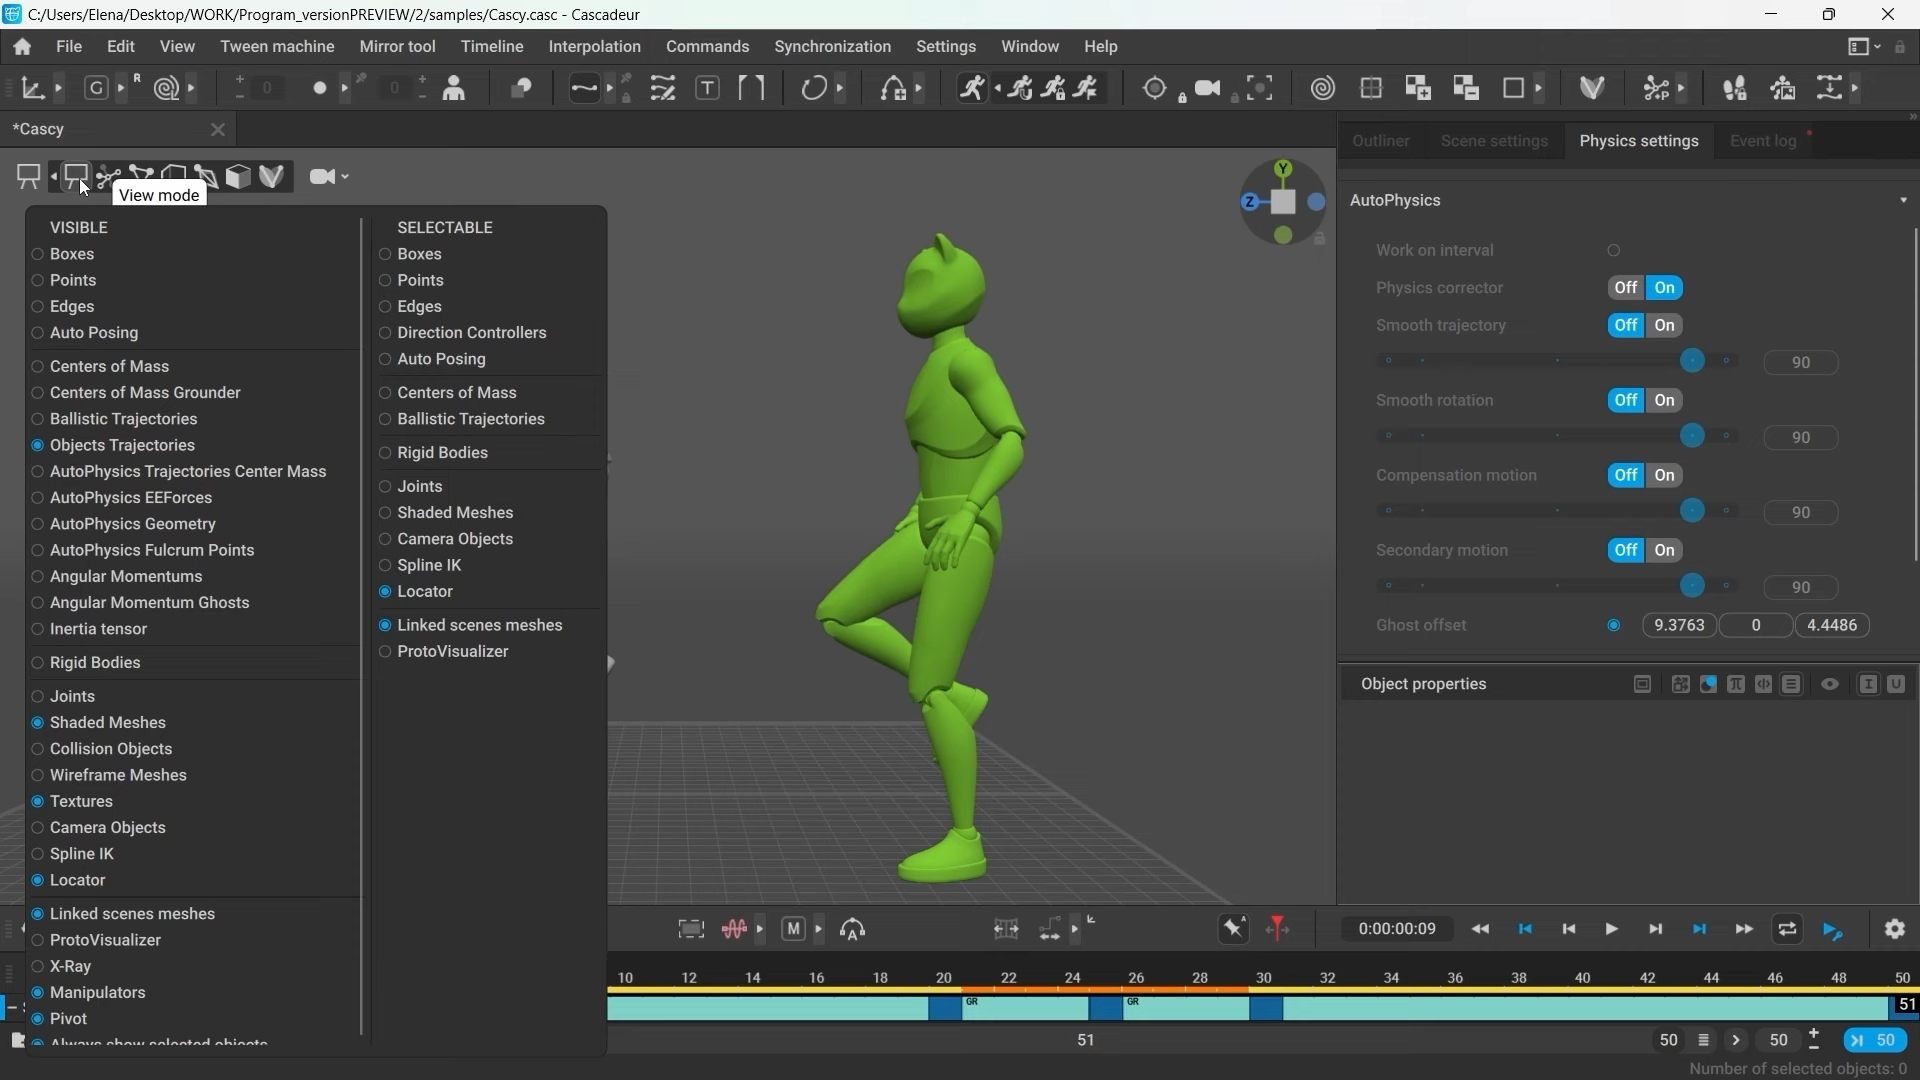 C:/Users/Elena/Desktop/WORK/Program_versionPREVIEW/2/samples/Cascy.casc - Cascadeur
File Edit View Tween machine Mirror tool Timeline Interpolation Commands Synchronization Settings Window Help
G R 0 0 T P
*Cascy
Outliner Scene settings Physics settings Event log
View mode
VISIBLE
Boxes
Points
Edges
Auto Posing
Centers of Mass
Centers of Mass Grounder
Ballistic Trajectories
Objects Trajectories
AutoPhysics Trajectories Center Mass
AutoPhysics EEForces
AutoPhysics Geometry
AutoPhysics Fulcrum Points
Angular Momentums
Angular Momentum Ghosts
Inertia tensor
Rigid Bodies
Joints
Shaded Meshes
Collision Objects
Wireframe Meshes
Textures
Camera Objects
Spline IK
Locator
Linked scenes meshes
ProtoVisualizer
X-Ray
Manipulators
Pivot
Always show selected objects
SELECTABLE
Boxes
Points
Edges
Direction Controllers
Auto Posing
Centers of Mass
Ballistic Trajectories
Rigid Bodies
Joints
Shaded Meshes
Camera Objects
Spline IK
Locator
Linked scenes meshes
ProtoVisualizer
Y
Z
AutoPhysics
Work on interval
Physics corrector Off On
Smooth trajectory Off On
90
Smooth rotation Off On
90
Compensation motion Off On
90
Secondary motion Off On
90
Ghost offset 9.3763 0 4.4486
Object properties
M A 0:00:00:09
10 12 14 16 18 20 22 24 26 28 30 32 34 36 38 40 42 44 46 48 50
GR GR 51
51 50 50 50
Number of selected objects: 0